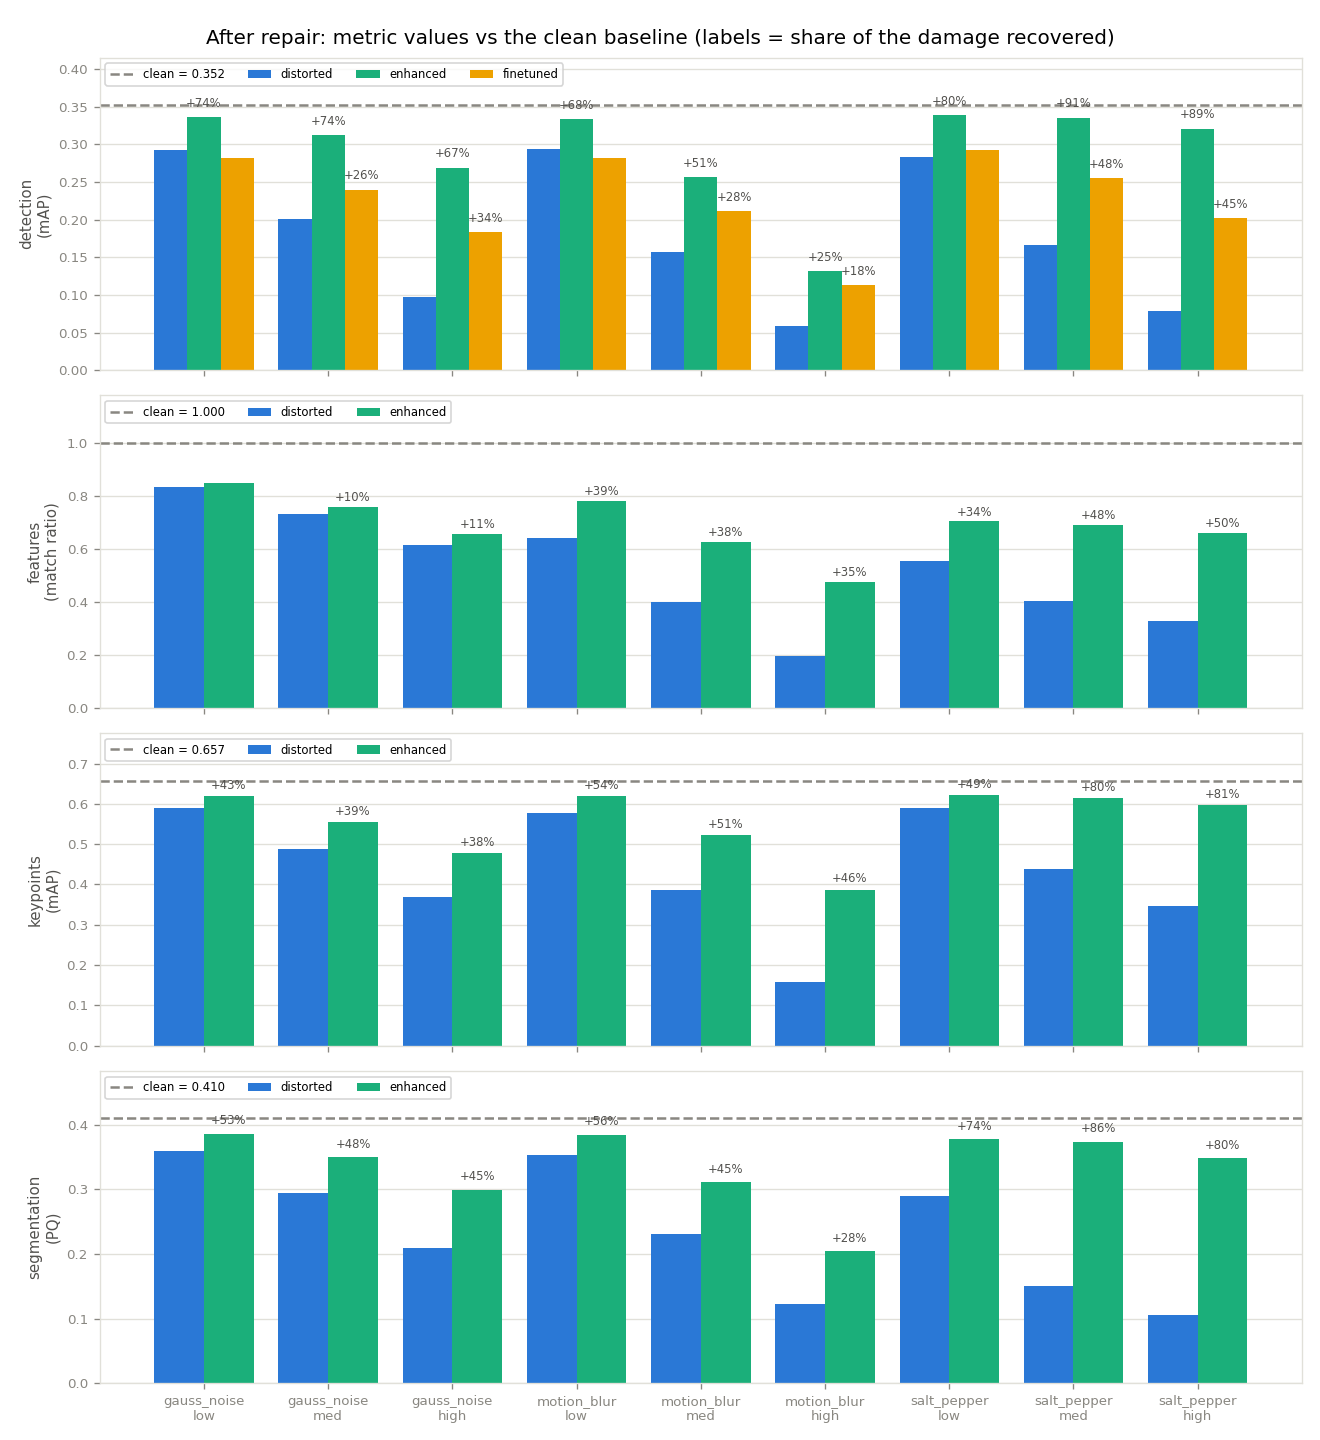 After repair: metric values vs the clean baseline (labels = share of the damage recovered)
clean = 0.352 distorted enhanced finetuned
detection
(mAP)
0.40
0.35
0.30
0.25
0.20
0.15
0.10
0.05
0.00
+74%
+74% +26%
+67% +34%
+68%
+51% +28%
+25% +18%
+80%
+91% +48%
+89% +45%
clean = 1.000 distorted enhanced
features
(match ratio)
1.0
0.8
0.6
0.4
0.2
0.0
+10%
+11%
+39%
+38%
+35%
+34%
+48%
+50%
clean = 0.657 distorted enhanced
keypoints
(mAP)
0.7
0.6
0.5
0.4
0.3
0.2
0.1
0.0
+43%
+39%
+38%
+54%
+51%
+46%
+49%
+80%
+81%
clean = 0.410 distorted enhanced
segmentation
(PQ)
0.4
0.3
0.2
0.1
0.0
+53%
+48%
+45%
+56%
+45%
+28%
+74%
+86%
+80%
gauss_noise
low
gauss_noise
med
gauss_noise
high
motion_blur
low
motion_blur
med
motion_blur
high
salt_pepper
low
salt_pepper
med
salt_pepper
high